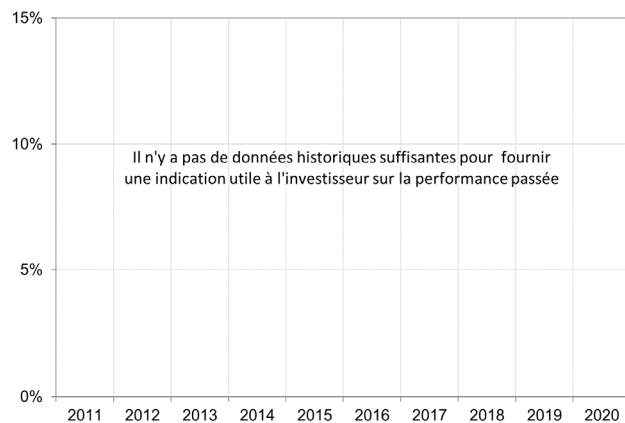 15%
10%
Il n'y a pas de données historiques suffisantes pour fournir
une indication utile à l'investisseur sur la performance passée
5%
0%
2011 2012 2013 2014 2015 2016 2017 2018 2019 2020